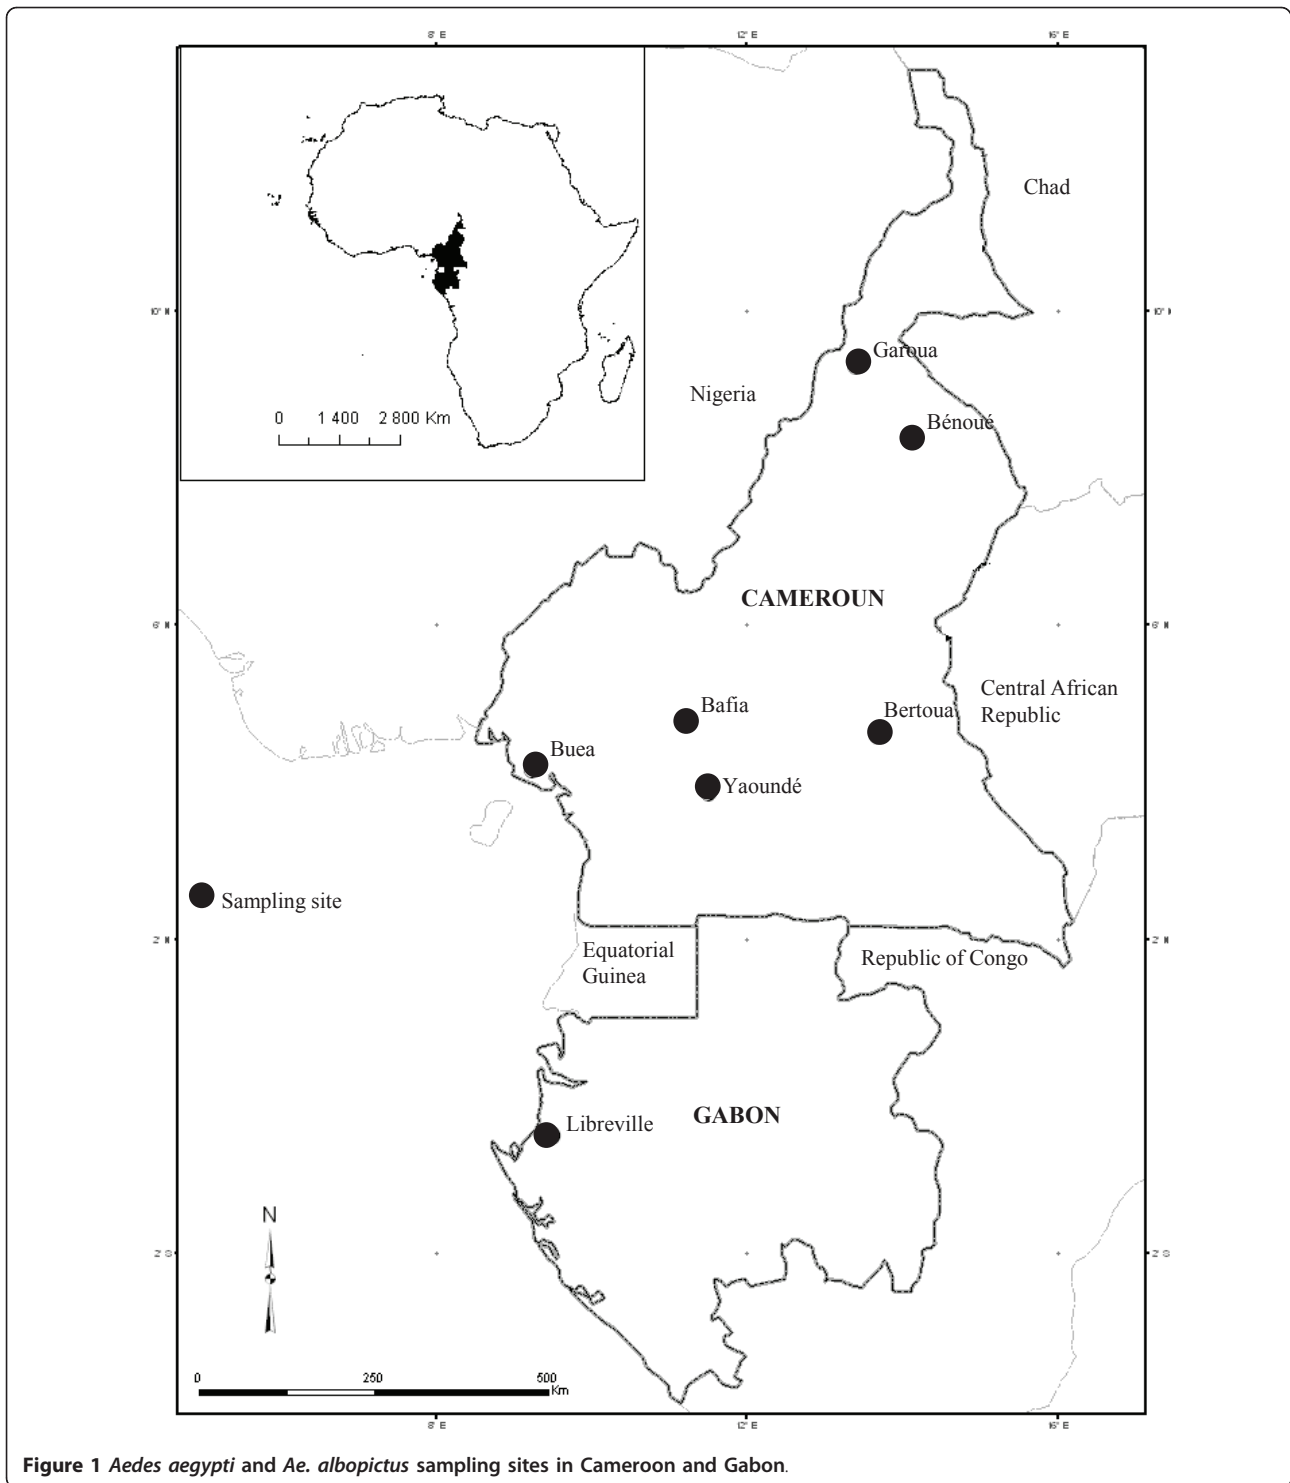 8° E 12° E 16° E
Chad
10° N 10° N
Garoua
Nigeria
0 1 400 2 800 Km
Bénoué
CAMEROUN
6° N 6° N
Central African
Republic
Bafia
Bertoua
Buea
Yaoundé
Sampling site
2° N 2° N
Equatorial
Guinea
Republic of Congo
Libreville
GABON
N
2° S 2° S
0 250 500
Km
8° E 12° E 16° E
Figure 1 Aedes aegypti and Ae. albopictus sampling sites in Cameroon and Gabon.